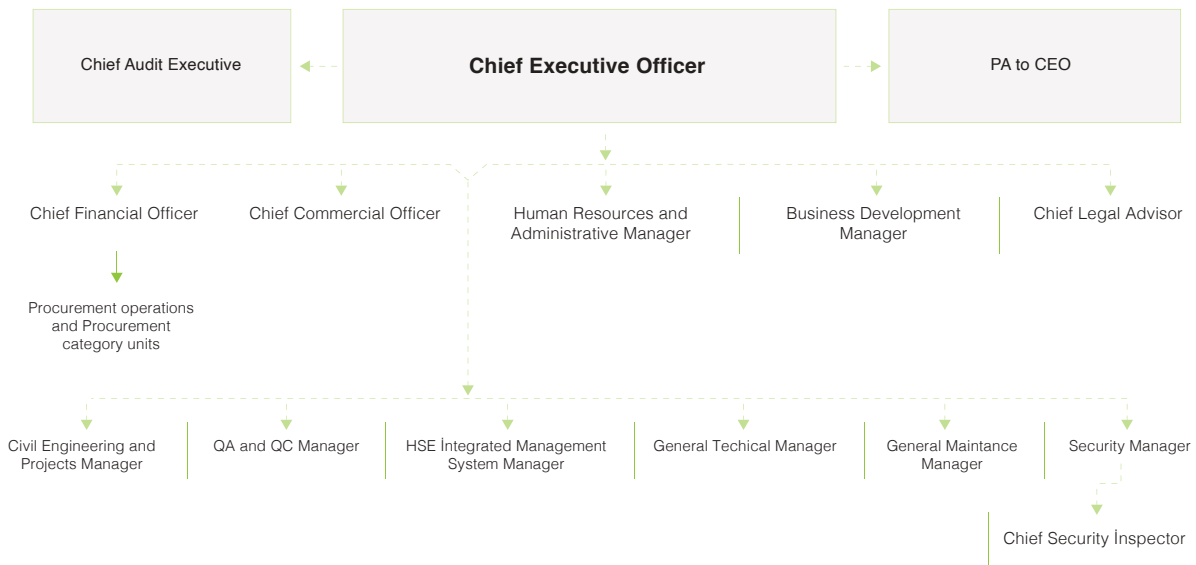 Chief Audit Executive
Chief Executive Officer
PA to CEO
Chief Financial Officer
Chief Commercial Officer
Human Resources and
Administrative Manager
Business Development
Manager
Chief Legal Advisor
Procurement operations
and Procurement
category units
Civil Engineering and
Projects Manager
QA and QC Manager
HSE İntegrated Management
System Manager
General Techical Manager
General Maintance
Manager
Security Manager
Chief Security İnspector